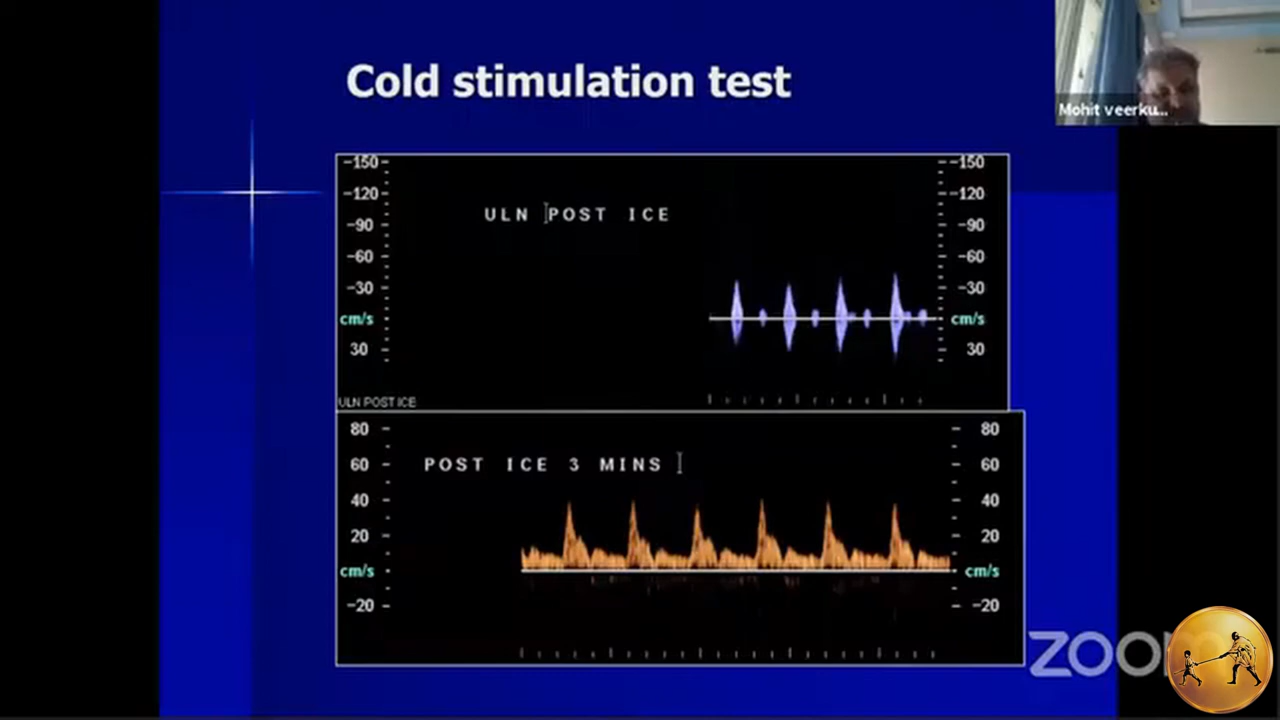 Cold stimulation test
Mohit veerku...
-150 -150
-120 -120
ULN POST ICE
-90 -90
-60 -60
-30 -30
cm/s cm/s
30 30
ULN POST ICE
80 80
POST ICE 3 MINS
60 60
40 40
20 20
cm/s cm/s
-20 -20
zoom